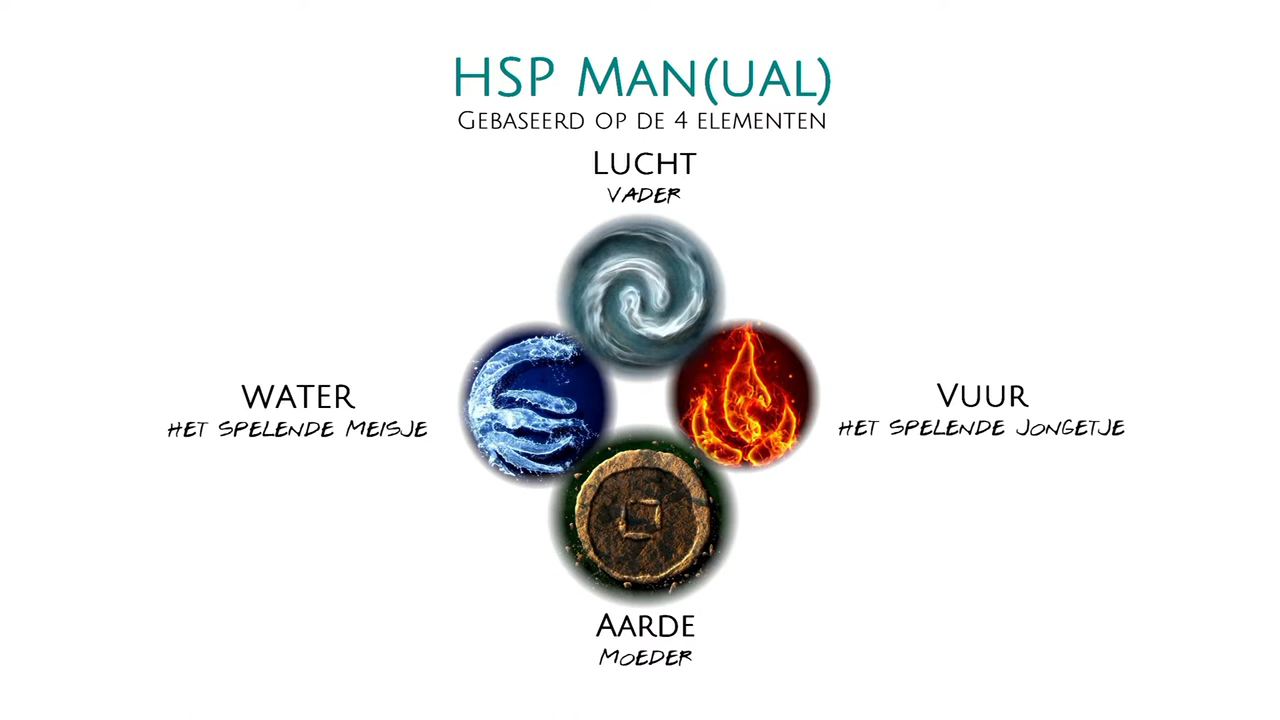 HSP MAN(UAL)
GEBASEERD OP DE 4 ELEMENTEN
LUCHT
VADER
WATER
HET SPELENDE MEISJE
VUUR
HET SPELENDE JONGETJE
AARDE
MOEDER